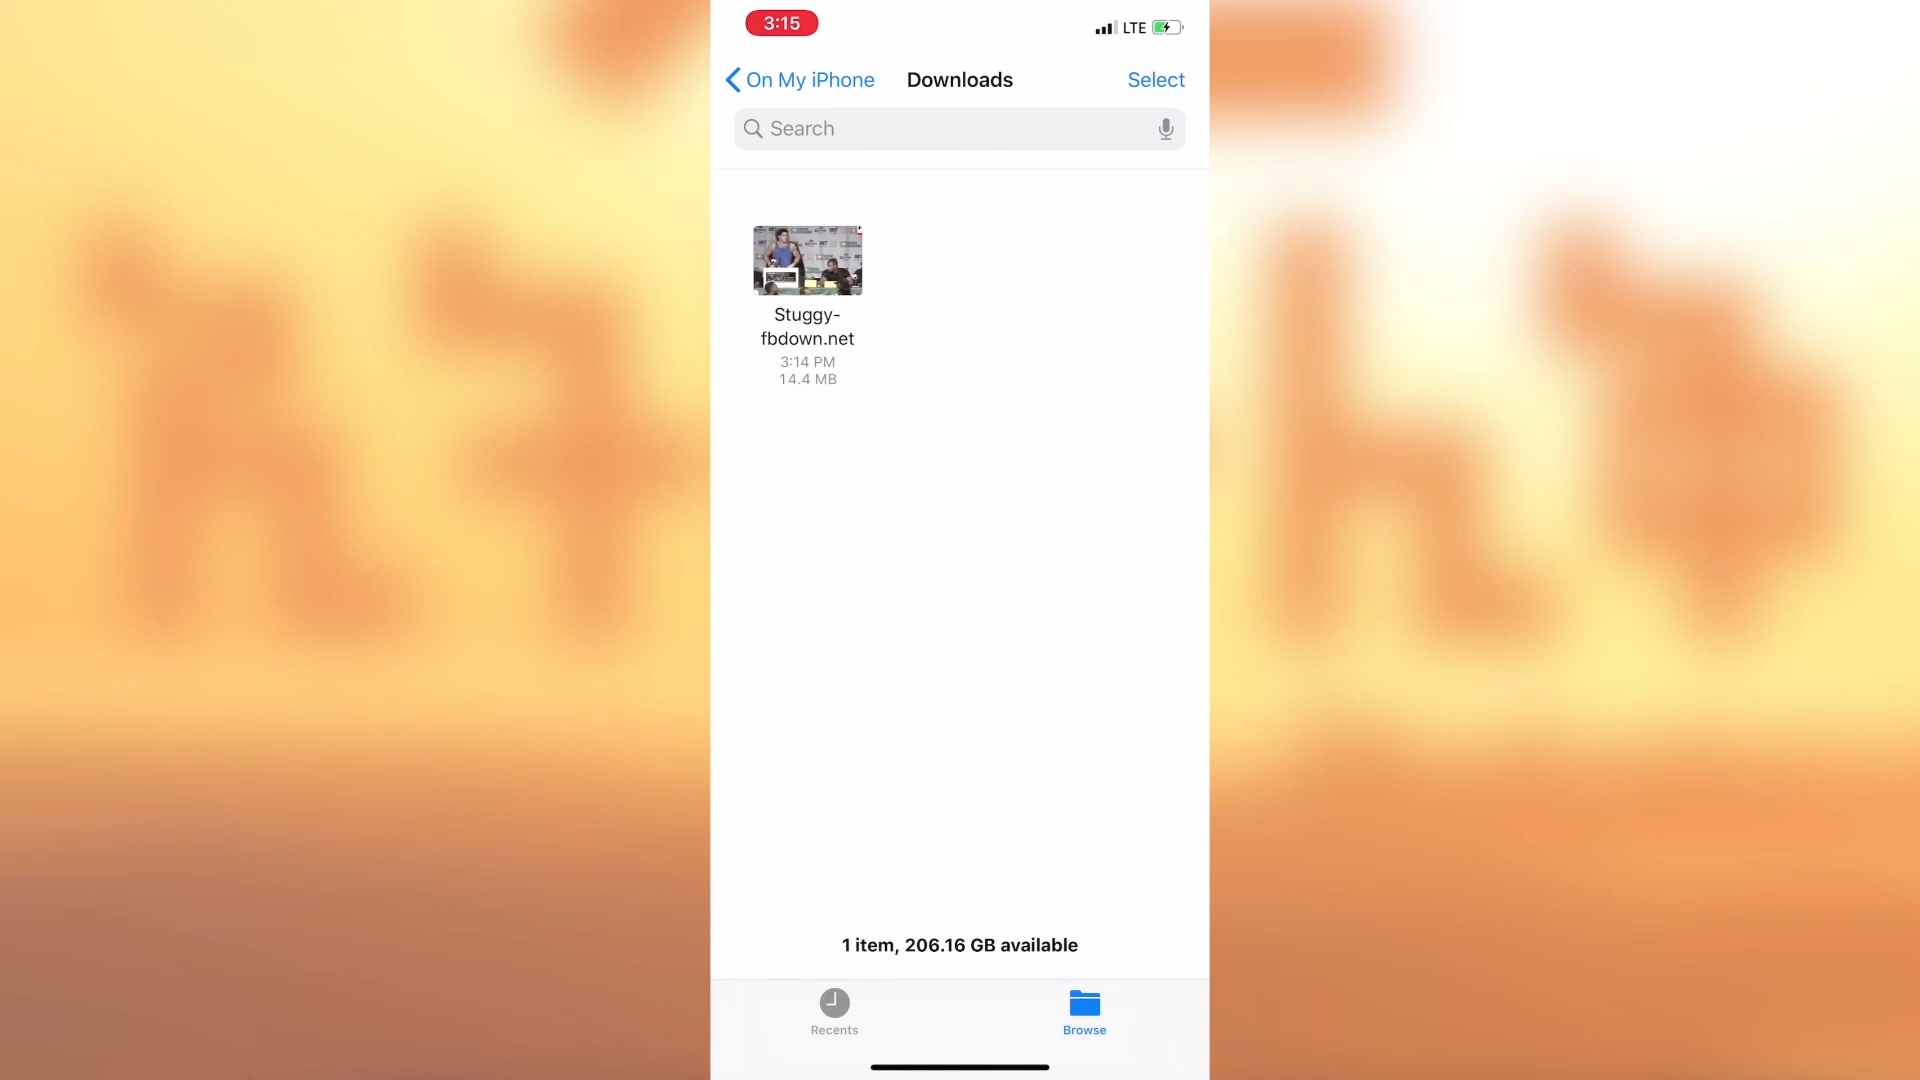 3:15
LTE
On My iPhone
Downloads
Select
Search
Stuggy-
fbdown.net
3:14 PM
14.4 MB
1 item, 206.16 GB available
Recents
Browse